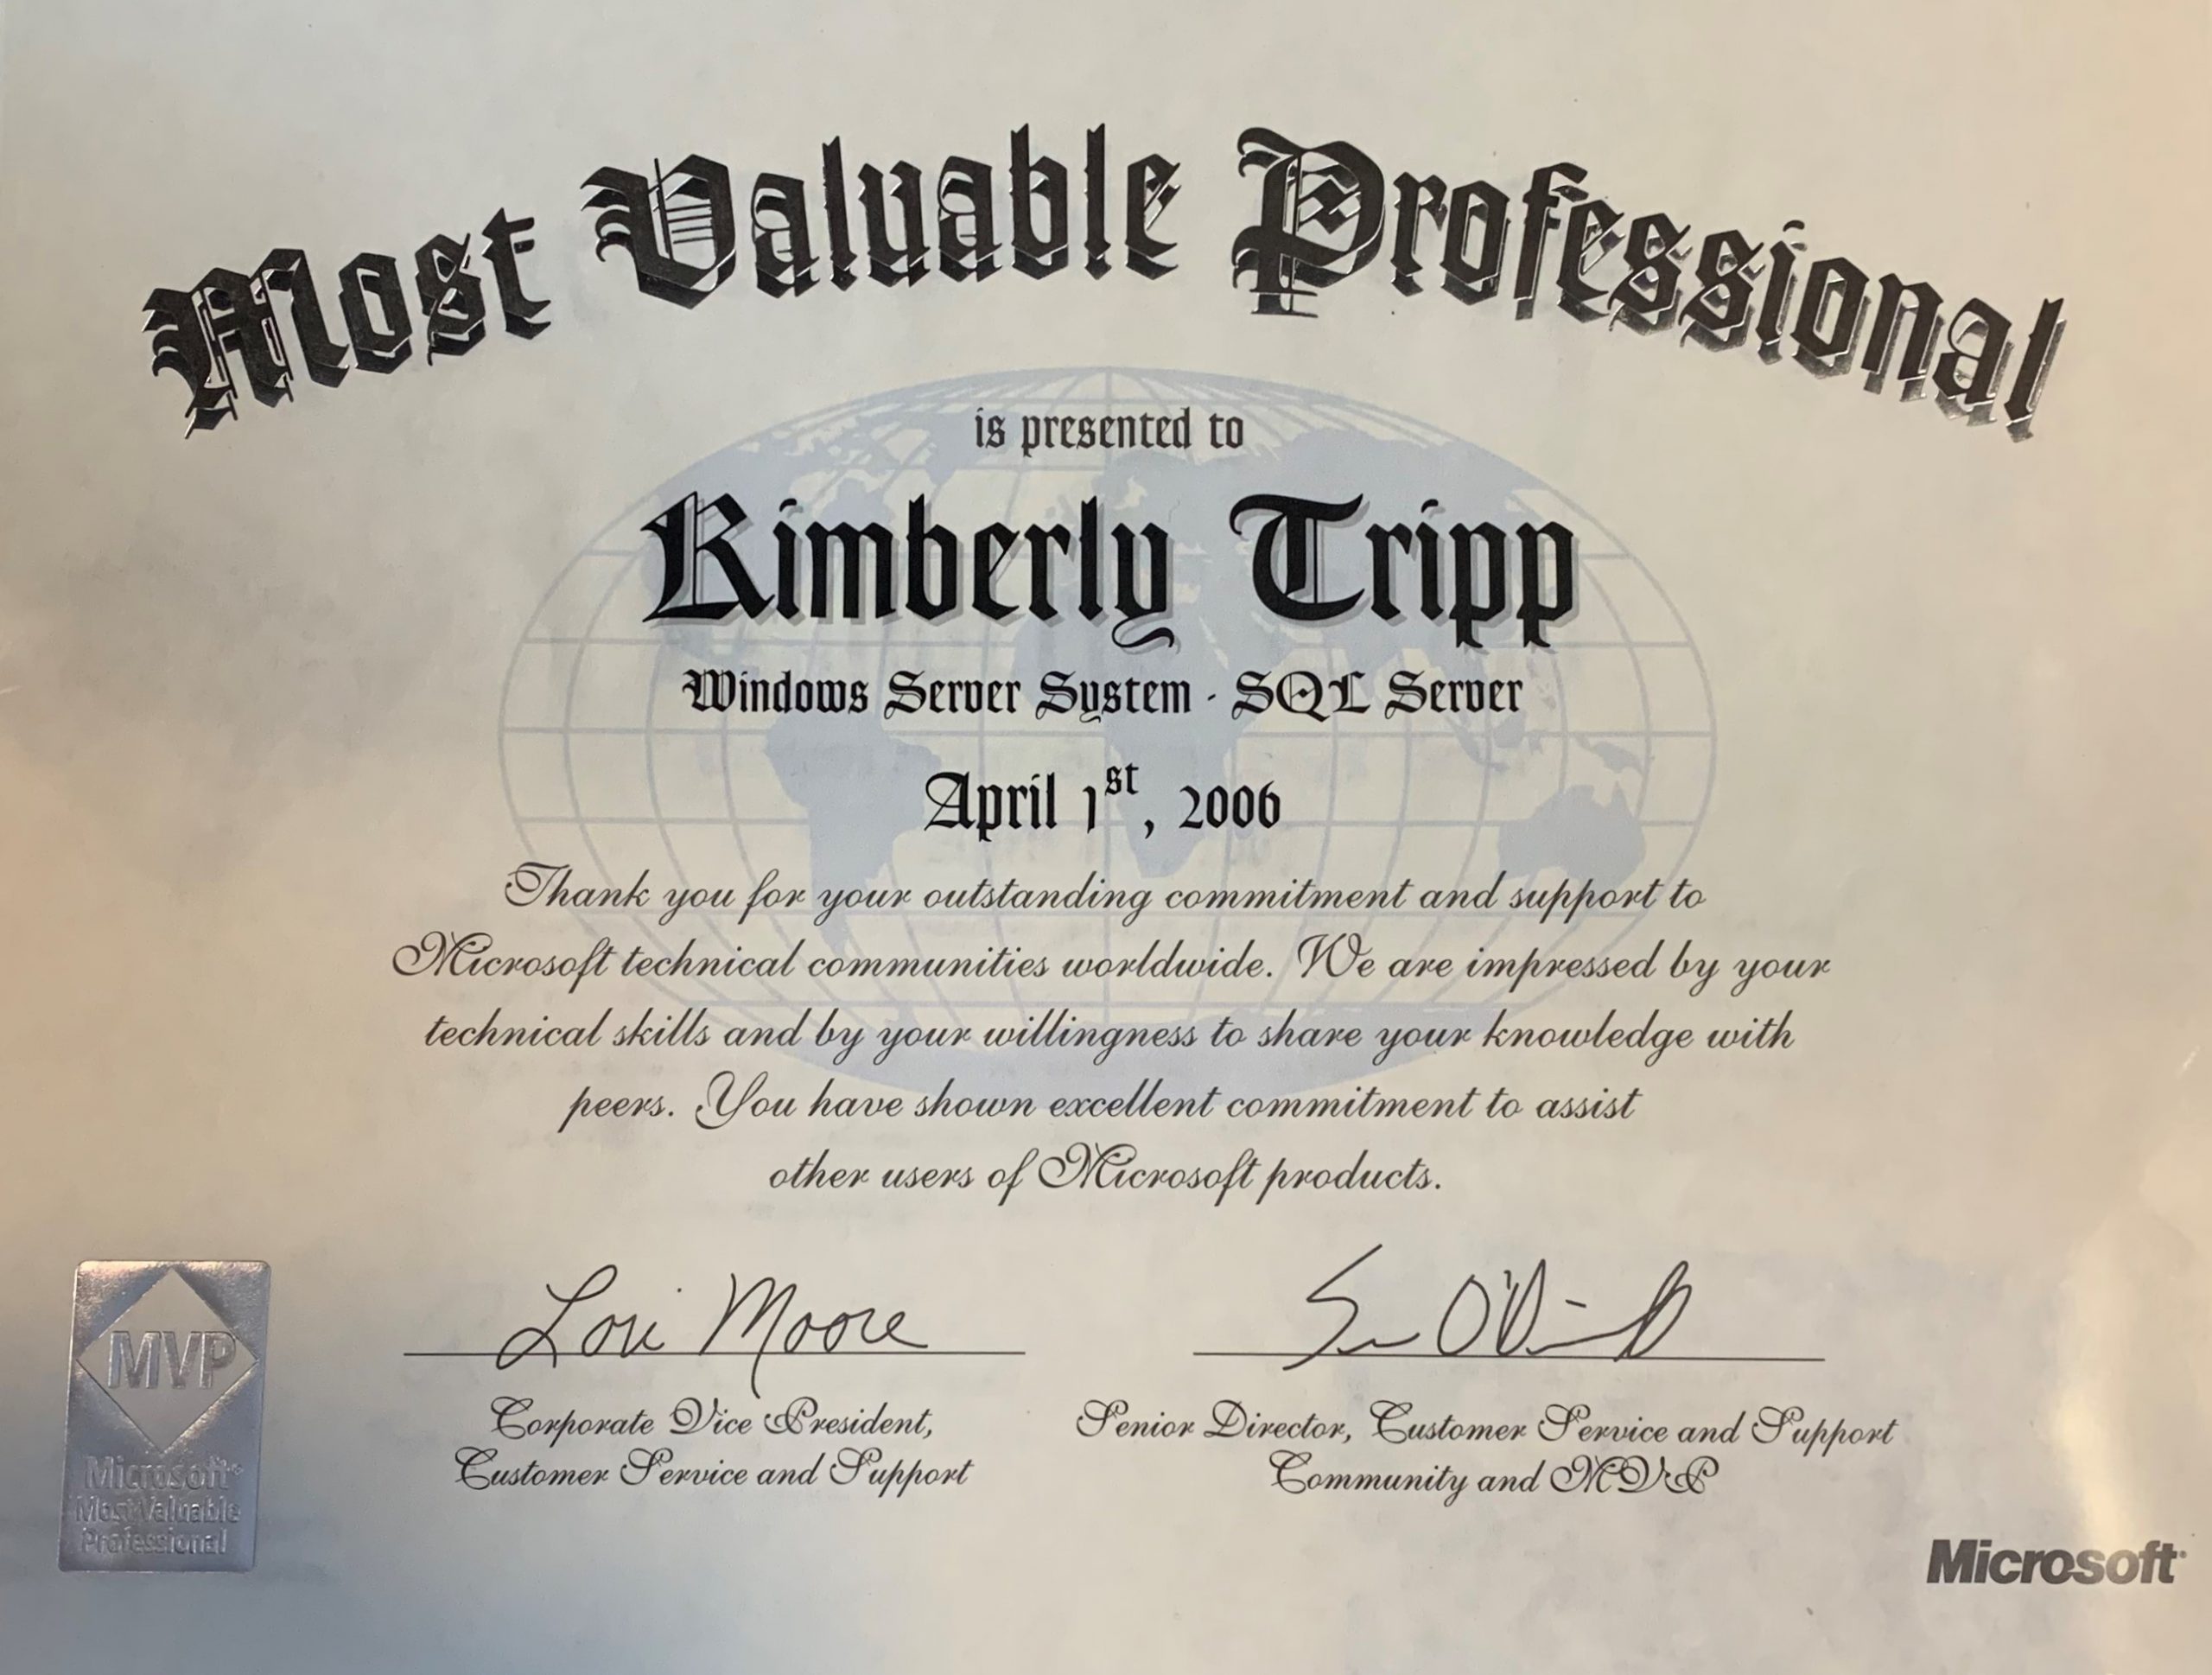 Most Valuable Professional
is presented to
Kimberly Tripp
Windows Server System - SQL Server
April 1st, 2006
Thank you for your outstanding commitment and support to
Microsoft technical communities worldwide. We are impressed by your
technical skills and by your willingness to share your knowledge with
peers. You have shown excellent commitment to assist
other users of Microsoft products.
Lori Moore
Corporate Vice President,
Customer Service and Support
Senior Director, Customer Service and Support
Community and MVP
MVP
Microsoft®
Most Valuable
Professional
Microsoft®